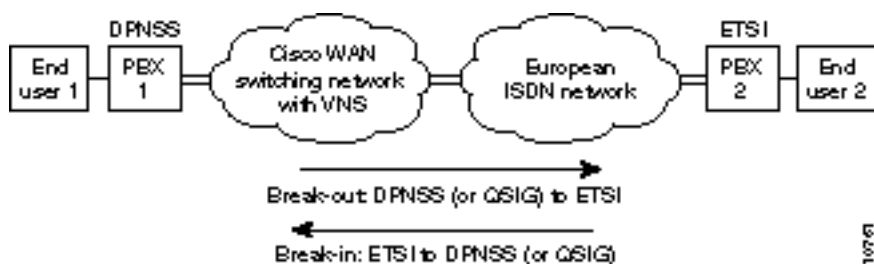 DPNSS
ETSI
End
user 1
PBX
1
Cisco WAN
switching network
with VNS
European
ISDN network
PBX
2
End
user 2
Break-out: DPNSS (or QSIG) to ETSI
Break-in: ETSI to DPNSS (or QSIG)